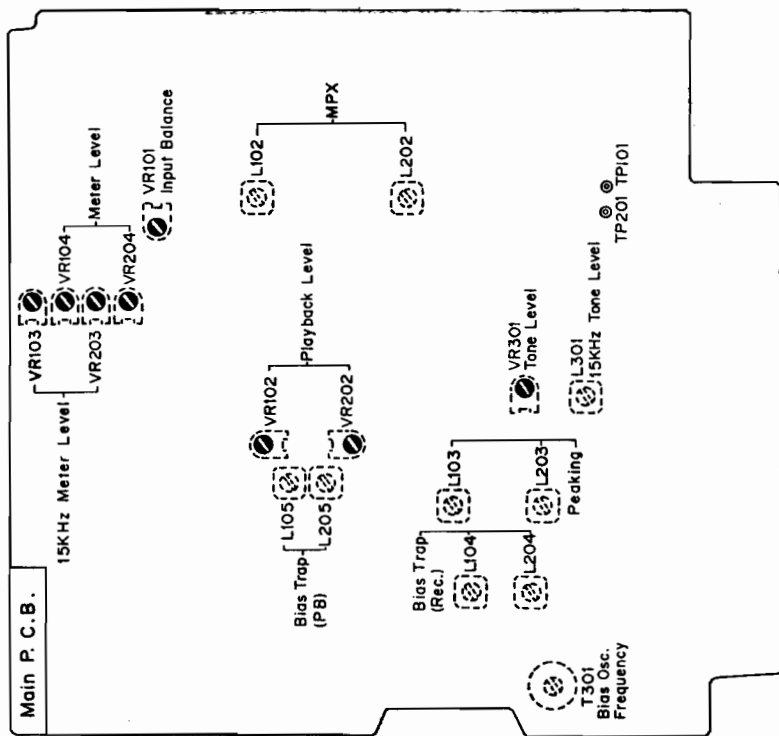 Main P. C. B.
VR103
15KHz Meter Level
VR104
VR203
Meter Level
VR204
VR101
Input Balance
L102
MPX
L202
VR102
Playback Level
VR202
L105
L205
Bias Trap
(PB)
Bias Trap
(Rec.)
L103
L104
L203
L204
Peaking
VR301
Tone Level
L301
15KHz Tone Level
T301
Bias Osc.
Frequency
TP201 TP101